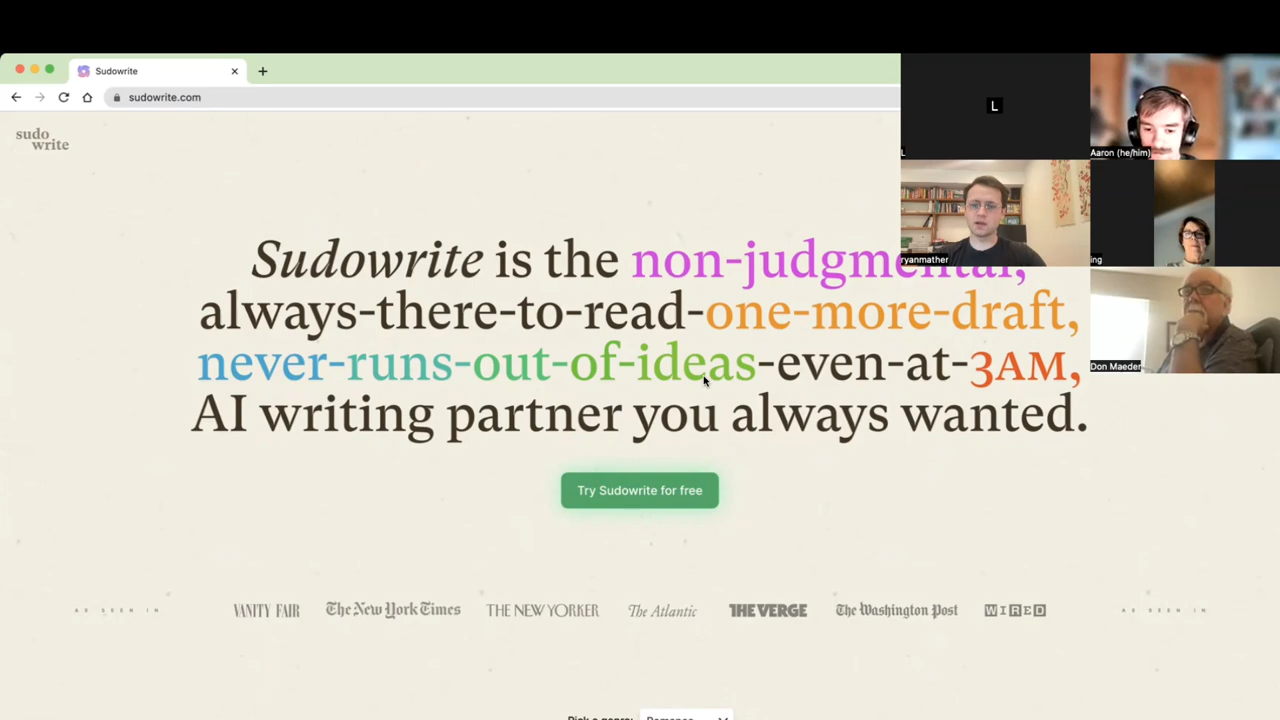 Sudowrite
sudowrite.com
sudo
write
L
L
Aaron (he/him)
ryanmather
ing
Don Maeder
Sudowrite is the non-judgmental,
always-there-to-read-one-more-draft,
never-runs-out-of-ideas-even-at-3AM,
AI writing partner you always wanted.
Try Sudowrite for free
AS SEEN IN
VANITY FAIR
The New York Times
THE NEW YORKER
The Atlantic
THE VERGE
The Washington Post
WIRED
AS SEEN IN
Pick a genre: Romance